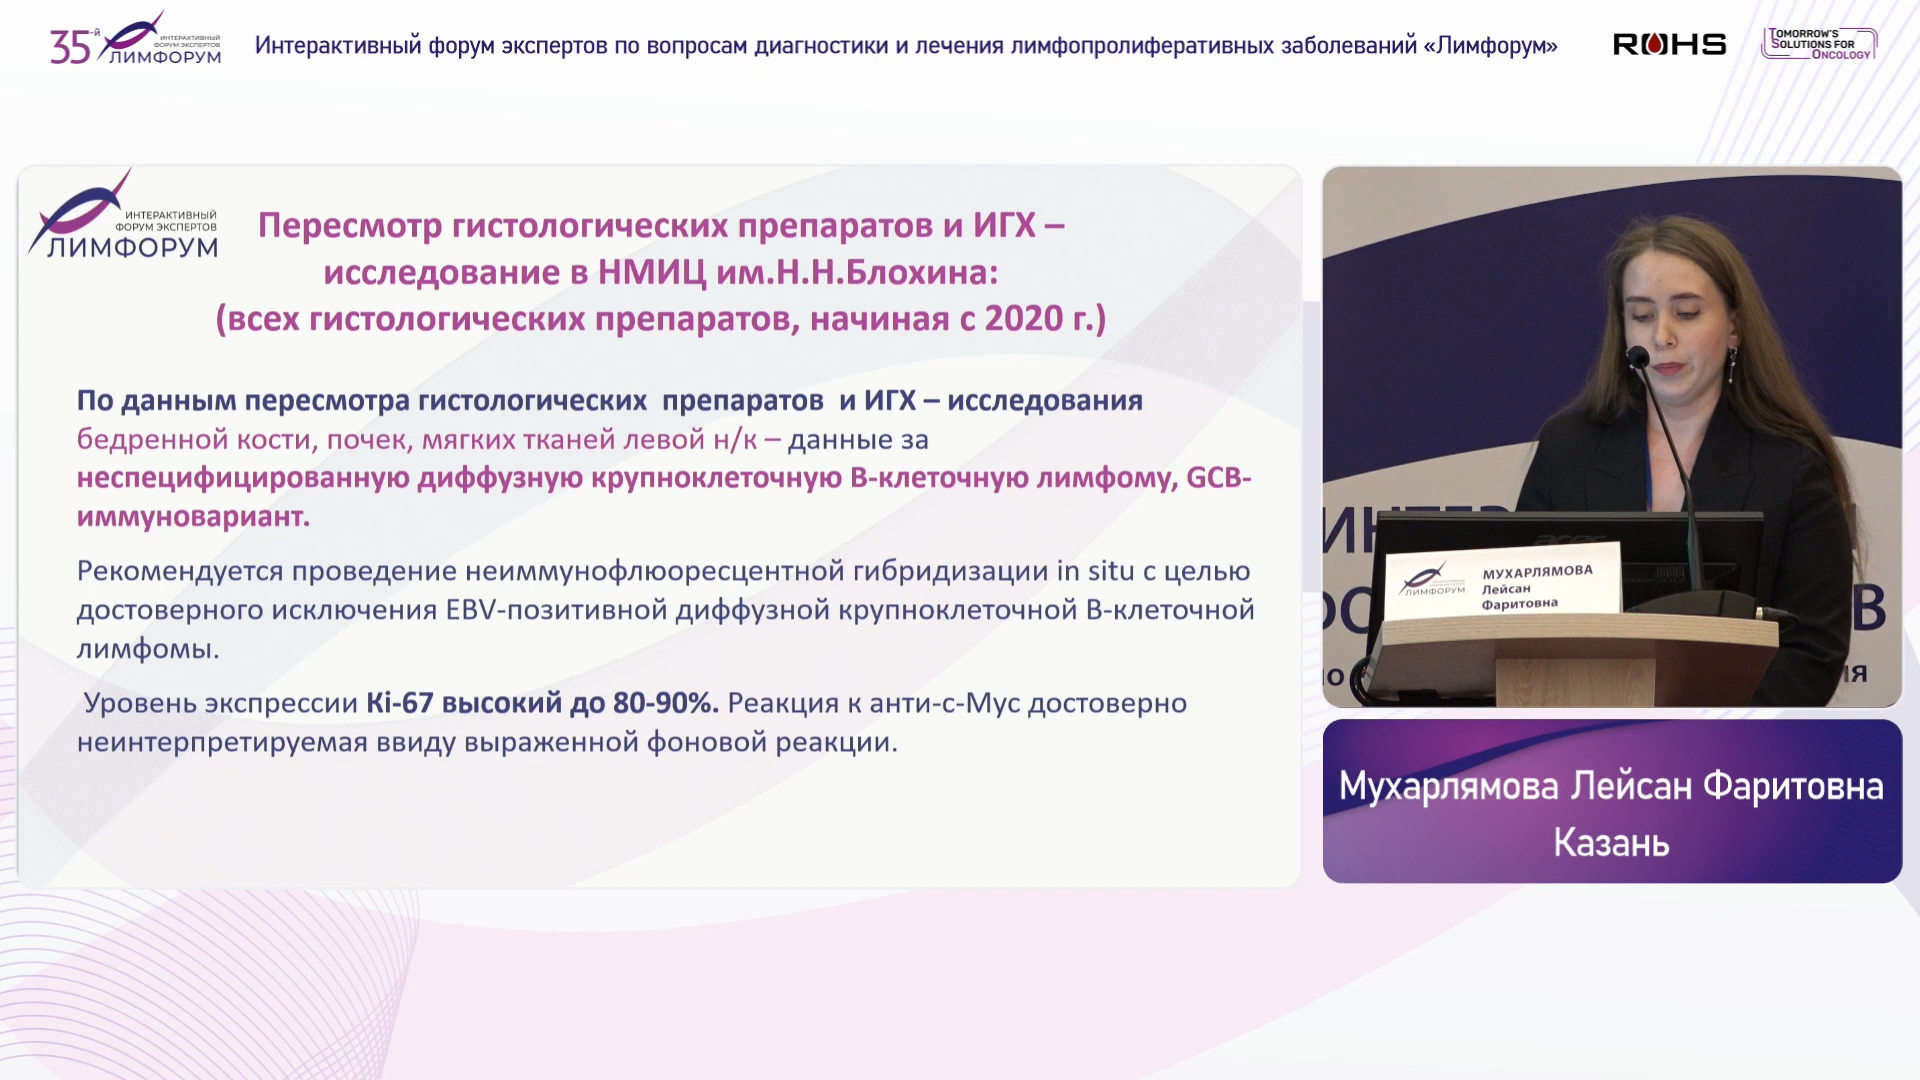 35-й
ИНТЕРАКТИВНЫЙ
ФОРУМ ЭКСПЕРТОВ
ЛИМФОРУМ
Интерактивный форум экспертов по вопросам диагностики и лечения лимфопролиферативных заболеваний «Лимфорум»
ROHS
TOMORROW'S
SOLUTIONS FOR
ONCOLOGY
ИНТЕРАКТИВНЫЙ
ФОРУМ ЭКСПЕРТОВ
ЛИМФОРУМ
Пересмотр гистологических препаратов и ИГХ –
исследование в НМИЦ им.Н.Н.Блохина:
(всех гистологических препаратов, начиная с 2020 г.)
По данным пересмотра гистологических препаратов и ИГХ – исследования
бедренной кости, почек, мягких тканей левой н/к – данные за
неспецифицированную диффузную крупноклеточную В-клеточную лимфому, GCB-
иммуновариант.
Рекомендуется проведение неиммунофлюоресцентной гибридизации in situ с целью
достоверного исключения EBV-позитивной диффузной крупноклеточной В-клеточной
лимфомы.
Уровень экспрессии Ki-67 высокий до 80-90%. Реакция к анти-с-Мус достоверно
неинтерпретируемая ввиду выраженной фоновой реакции.
acer
ЛИМФОРУМ
МУХАРЛЯМОВА
Лейсан
Фаритовна
Мухарлямова Лейсан Фаритовна
Казань